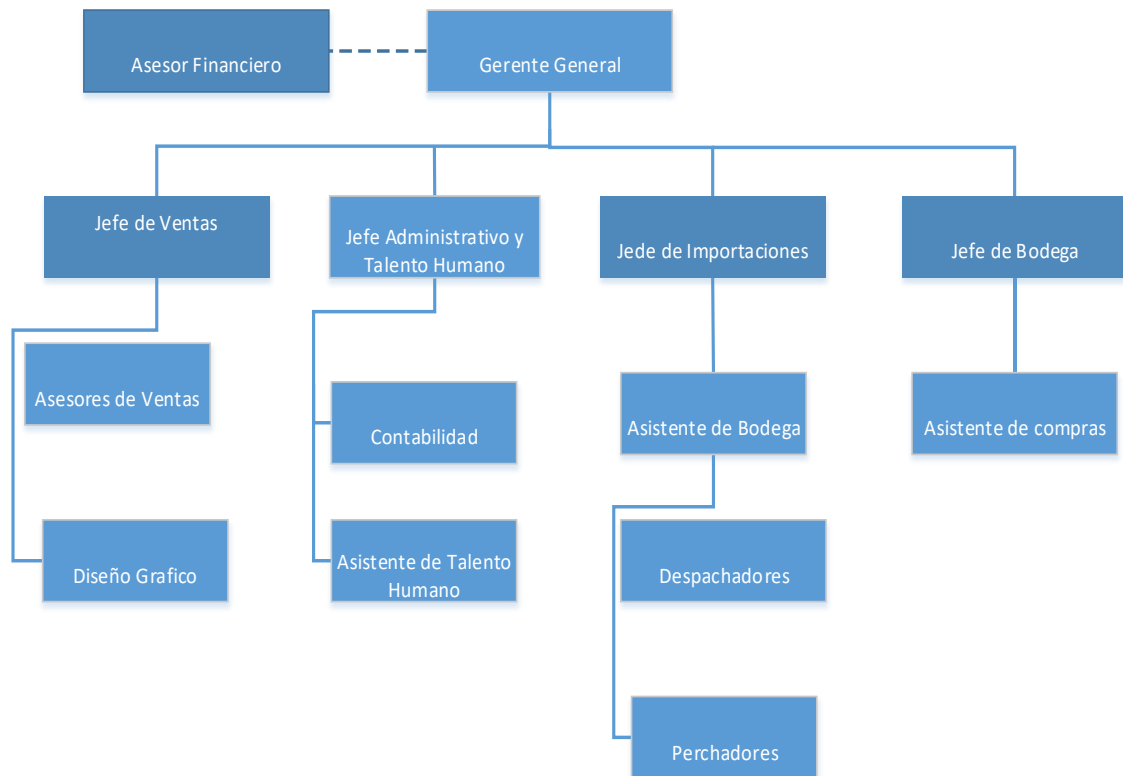 Asesor Financiero
Gerente General
Jefe de Ventas
Jefe Administrativo y
Talento Humano
Jede de Importaciones
Jefe de Bodega
Asesores de Ventas
Contabilidad
Asistente de Bodega
Asistente de compras
Diseño Grafico
Asistente de Talento
Humano
Despachadores
Perchadores